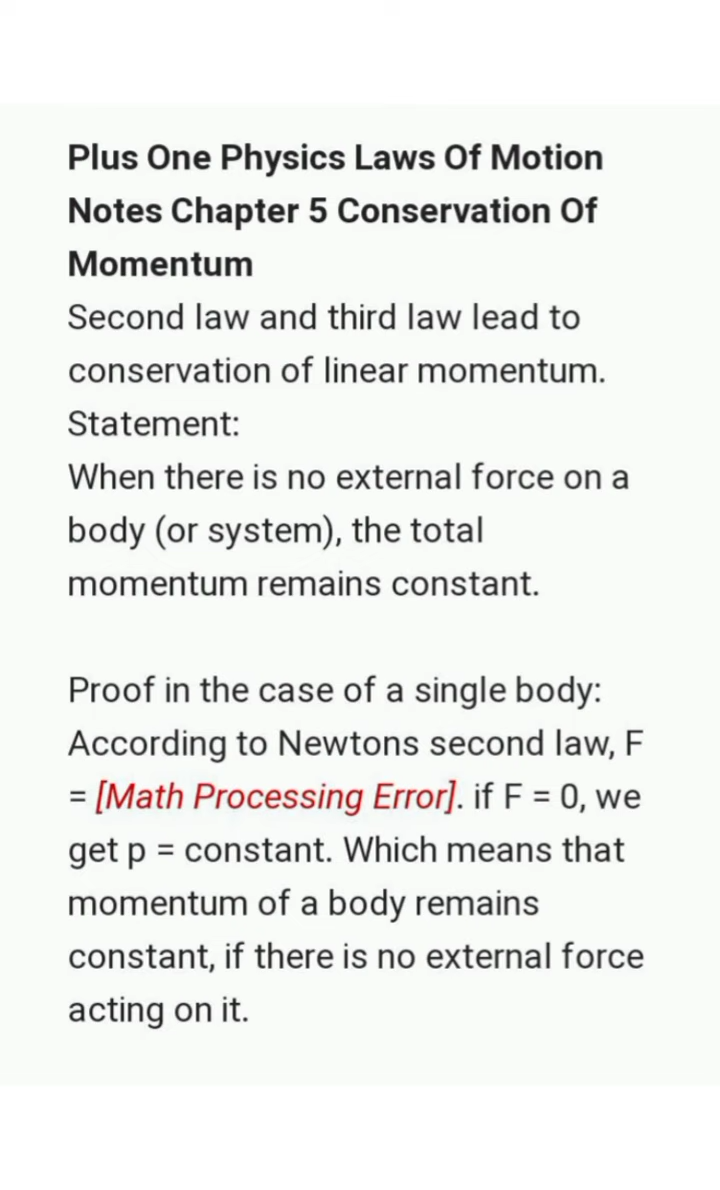 Plus One Physics Laws Of Motion
Notes Chapter 5 Conservation Of
Momentum
Second law and third law lead to
conservation of linear momentum.
Statement:
When there is no external force on a
body (or system), the total
momentum remains constant.
Proof in the case of a single body:
According to Newtons second law, F
= [Math Processing Error]. if F = 0, we
get p = constant. Which means that
momentum of a body remains
constant, if there is no external force
acting on it.